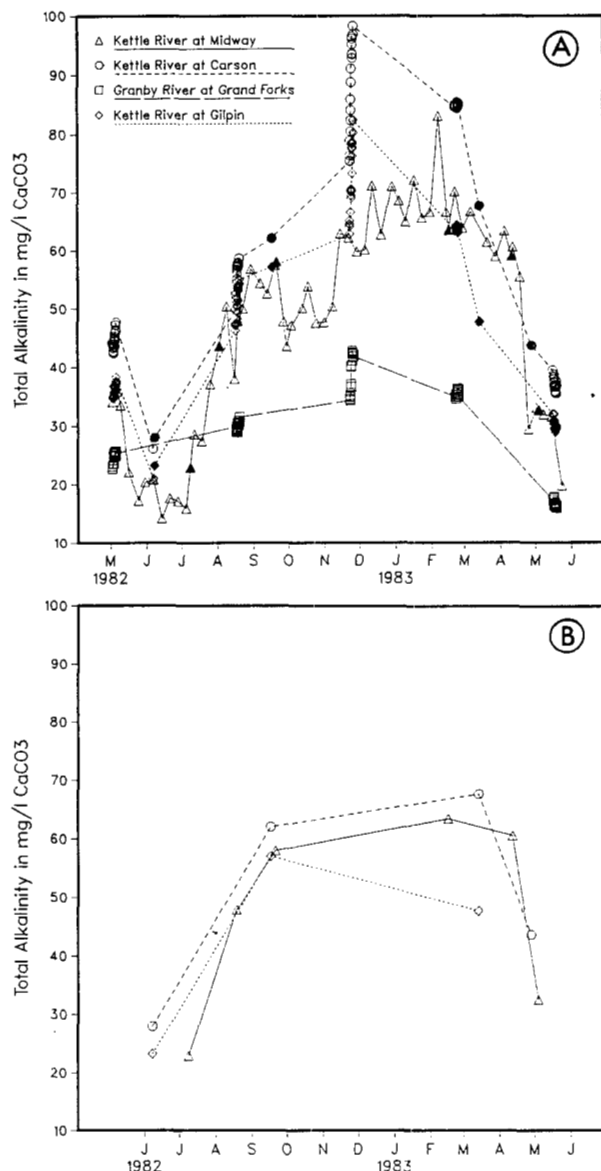 A
Total Alkalinity in mg/l CaCO3
100
90
80
70
60
50
40
30
20
10
Kettle River at Midway
Kettle River at Carson
Granby River at Grand Forks
Kettle River at Gilpin
M J J A S O N D J F M A M J
1982 1983
B
Total Alkalinity in mg/l CaCO3
100
90
80
70
60
50
40
30
20
10
J J A S O N D J F M A M J
1982 1983